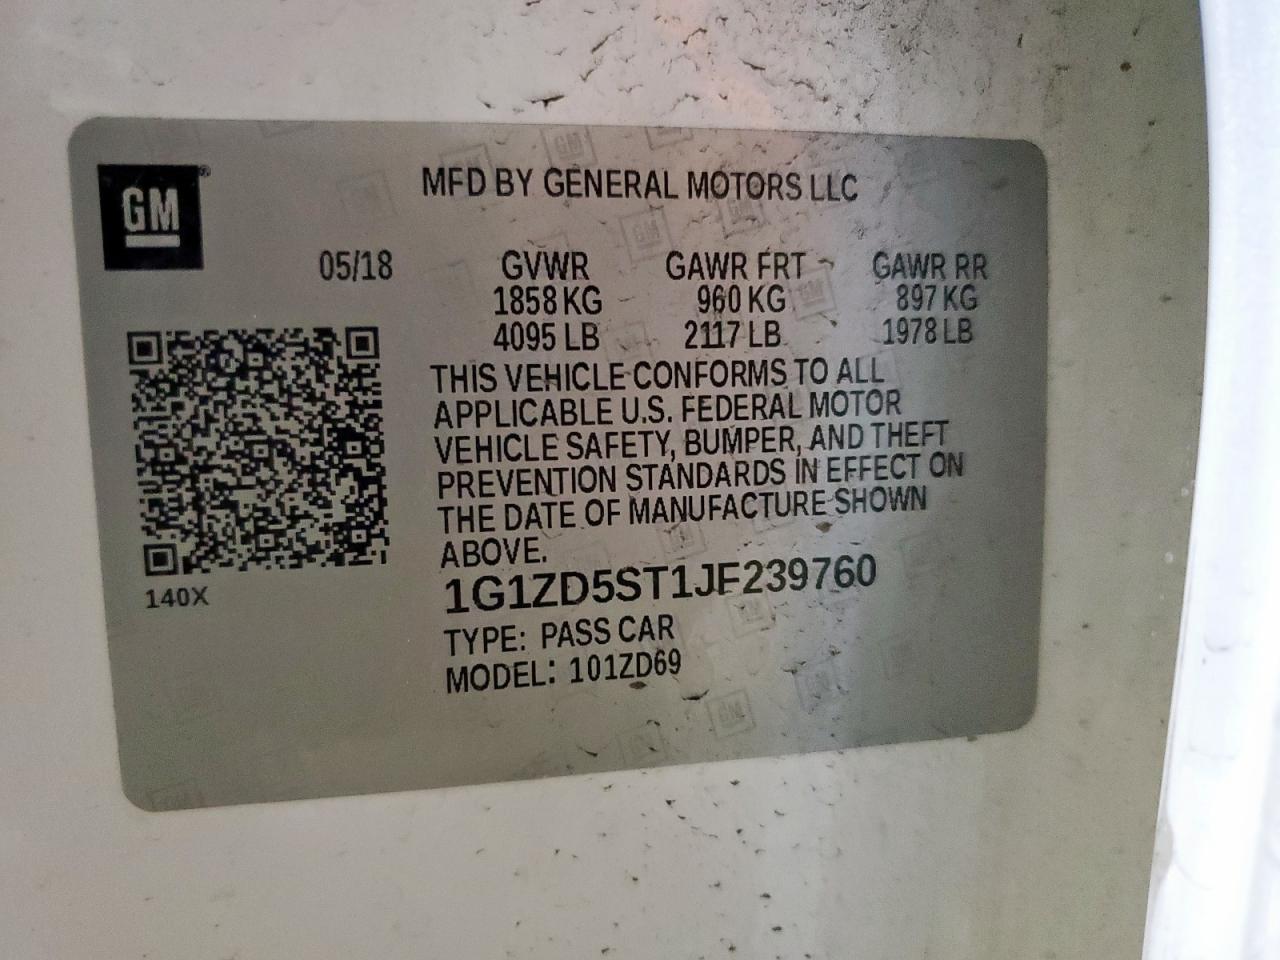 GM
MFD BY GENERAL MOTORS LLC
05/18 GVWR GAWR FRT GAWR RR
1858 KG 960 KG 897 KG
4095 LB 2117 LB 1978 LB
THIS VEHICLE CONFORMS TO ALL
APPLICABLE U.S. FEDERAL MOTOR
VEHICLE SAFETY, BUMPER, AND THEFT
PREVENTION STANDARDS IN EFFECT ON
THE DATE OF MANUFACTURE SHOWN
ABOVE.
140X
1G1ZD5ST1JF239760
TYPE: PASS CAR
MODEL: 101ZD69